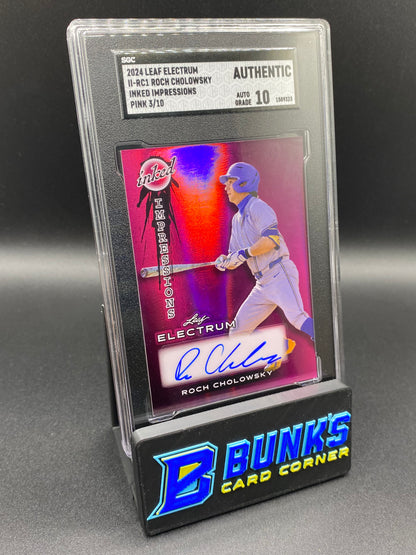 SGC
2024 LEAF ELECTRUM
II-RC1 ROCH CHOLOWSKY
INKED IMPRESSIONS
PINK 3/10
AUTHENTIC
AUTO
GRADE 10
inked
IMPRESSIONS
Leaf
ELECTRUM
ROCH CHOLOWSKY
B BUNK'S
CARD CORNER